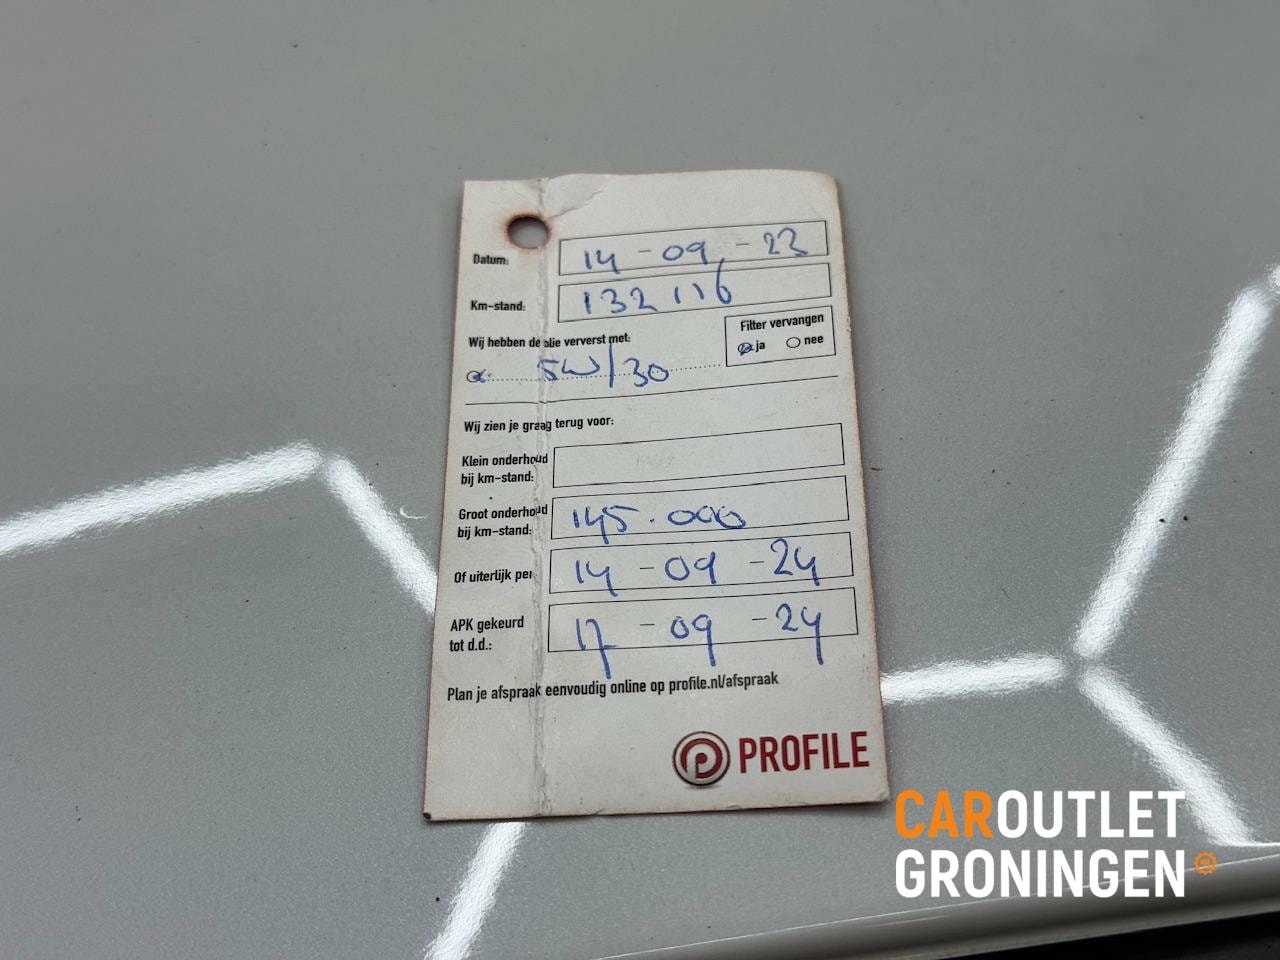 Datum: 14 - 09 - 23
Km-stand: 132 116
Wij hebben de olie ververst met:
Filter vervangen
ja nee
5W/30
Wij zien je graag terug voor:
Klein onderhoud
bij km-stand:
Groot onderhoud
bij km-stand: 145.000
Of uiterlijk per 14 - 09 - 24
APK gekeurd
tot d.d.: 17 - 09 - 24
Plan je afspraak eenvoudig online op profile.nl/afspraak
PROFILE
CAROUTLET
GRONINGEN